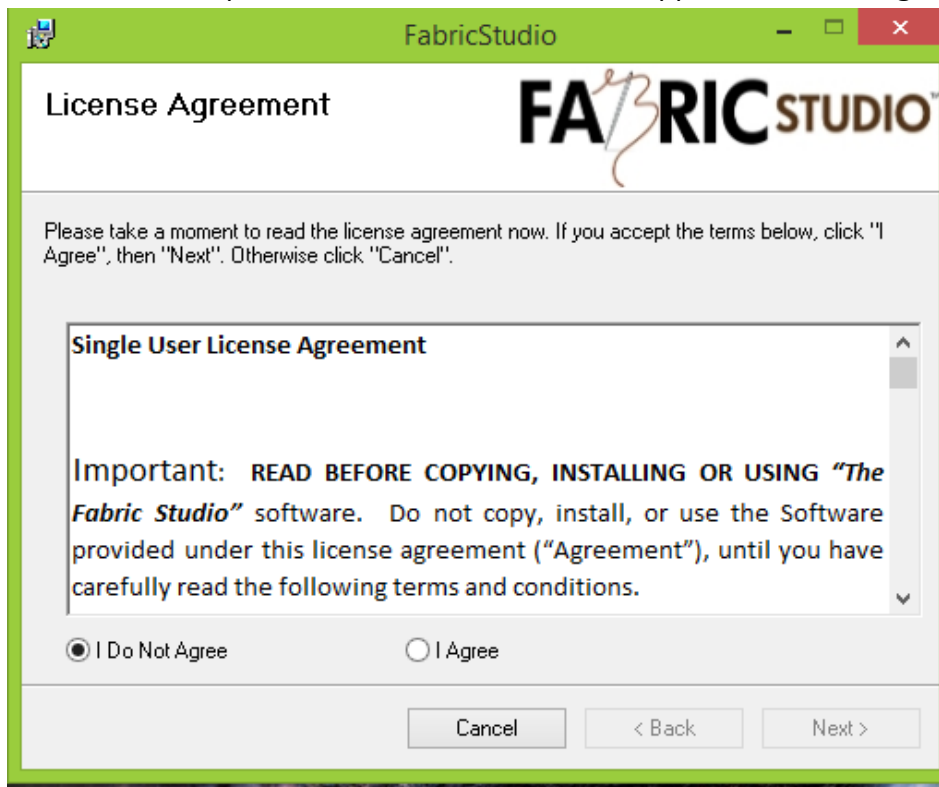 FabricStudio
License Agreement
FABRIC STUDIO
Please take a moment to read the license agreement now. If you accept the terms below, click "I
Agree", then "Next". Otherwise click "Cancel".
Single User License Agreement
Important: READ BEFORE COPYING, INSTALLING OR USING “The
Fabric Studio” software. Do not copy, install, or use the Software
provided under this license agreement (“Agreement”), until you have
carefully read the following terms and conditions.
I Do Not Agree
I Agree
Cancel
< Back
Next >